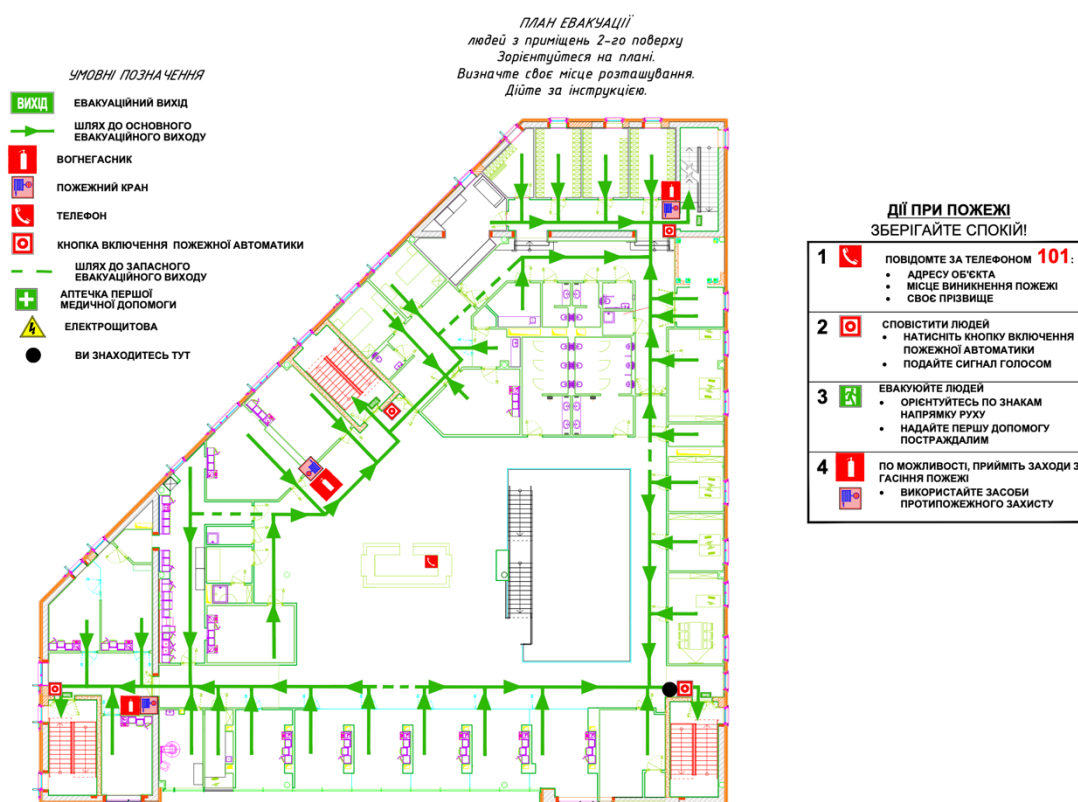 ПЛАН ЕВАКУАЦІЇ
людей з приміщень 2-го поверху
Зорієнтуйтеся на плані.
Визначте своє місце розташування.
Дійте за інструкцією.
УМОВНІ ПОЗНАЧЕННЯ
ВИХІД ЕВАКУАЦІЙНИЙ ВИХІД
ШЛЯХ ДО ОСНОВНОГО
ЕВАКУАЦІЙНОГО ВИХОДУ
ВОГНЕГАСНИК
ПОЖЕЖНИЙ КРАН
ТЕЛЕФОН
КНОПКА ВКЛЮЧЕННЯ ПОЖЕЖНОЇ АВТОМАТИКИ
ШЛЯХ ДО ЗАПАСНОГО
ЕВАКУАЦІЙНОГО ВИХОДУ
АПТЕЧКА ПЕРШОЇ
МЕДИЧНОЇ ДОПОМОГИ
ЕЛЕКТРОЩИТОВА
ВИ ЗНАХОДИТЕСЬ ТУТ
ДІЇ ПРИ ПОЖЕЖІ
ЗБЕРІГАЙТЕ СПОКІЙ!
1 ПОВІДОМТЕ ЗА ТЕЛЕФОНОМ 101:
• АДРЕСУ ОБ'ЄКТА
• МІСЦЕ ВИНИКНЕННЯ ПОЖЕЖІ
• СВОЄ ПРІЗВИЩЕ
2 СПОВІСТИТИ ЛЮДЕЙ
• НАТИСНІТЬ КНОПКУ ВКЛЮЧЕННЯ
ПОЖЕЖНОЇ АВТОМАТИКИ
• ПОДАЙТЕ СИГНАЛ ГОЛОСОМ
3 ЕВАКУЮЙТЕ ЛЮДЕЙ
• ОРІЄНТУЙТЕСЬ ПО ЗНАКАМ
НАПРЯМКУ РУХУ
• НАДАЙТЕ ПЕРШУ ДОПОМОГУ
ПОСТРАЖДАЛИМ
4 ПО МОЖЛИВОСТІ, ПРИЙМІТЬ ЗАХОДИ З
ГАСІННЯ ПОЖЕЖІ
• ВИКОРИСТАЙТЕ ЗАСОБИ
ПРОТИПОЖЕЖНОГО ЗАХИСТУ